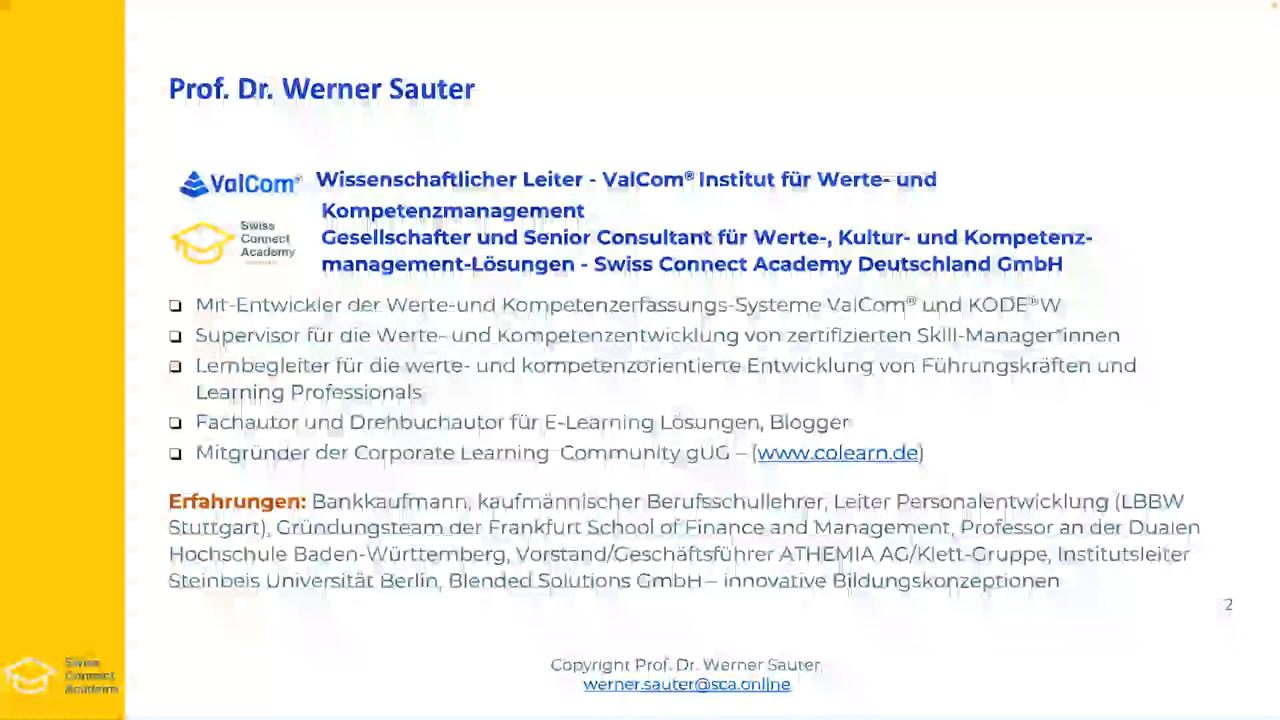 Prof. Dr. Werner Sauter
ValCom® Wissenschaftlicher Leiter - ValCom® Institut für Werte- und
Kompetenzmanagement
Swiss Connect Academy
Gesellschafter und Senior Consultant für Werte-, Kultur- und Kompetenz-
management-Lösungen - Swiss Connect Academy Deutschland GmbH
❑ Mit-Entwickler der Werte-und Kompetenzerfassungs-Systeme ValCom® und KODE®W
❑ Supervisor für die Werte- und Kompetenzentwicklung von zertifizierten Skill-Manager*innen
❑ Lernbegleiter für die werte- und kompetenzorientierte Entwicklung von Führungskräften und
Learning Professionals
❑ Fachautor und Drehbuchautor für E-Learning Lösungen, Blogger
❑ Mitgründer der Corporate Learning Community gUG – (www.colearn.de)
Erfahrungen: Bankkaufmann, kaufmännischer Berufsschullehrer, Leiter Personalentwicklung (LBBW
Stuttgart), Gründungsteam der Frankfurt School of Finance and Management, Professor an der Dualen
Hochschule Baden-Württemberg, Vorstand/Geschäftsführer ATHEMIA AG/Klett-Gruppe, Institutsleiter
Steinbeis Universität Berlin, Blended Solutions GmbH – innovative Bildungskonzeptionen
2
Swiss
Connect
Academy
Copyright Prof. Dr. Werner Sauter
werner.sauter@sca.online